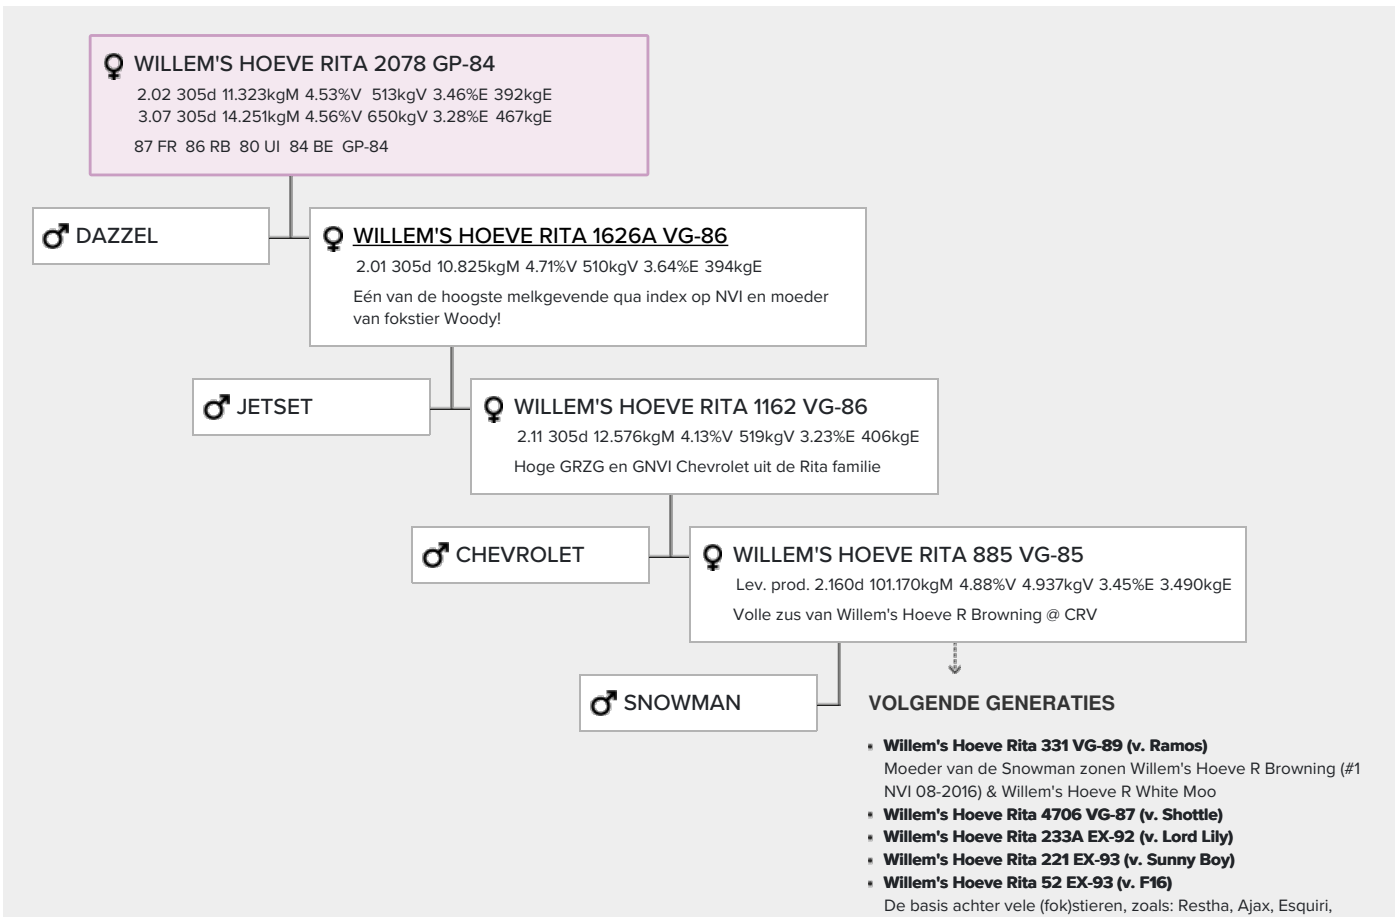 WILLEM'S HOEVE RITA 2078 GP-84
2.02 305d 11.323kgM 4.53%V 513kgV 3.46%E 392kgE
3.07 305d 14.251kgM 4.56%V 650kgV 3.28%E 467kgE
87 FR 86 RB 80 UI 84 BE GP-84
DAZZEL
WILLEM'S HOEVE RITA 1626A VG-86
2.01 305d 10.825kgM 4.71%V 510kgV 3.64%E 394kgE
Eén van de hoogste melkgevende qua index op NVI en moeder
van fokstier Woody!
JETSET
WILLEM'S HOEVE RITA 1162 VG-86
2.11 305d 12.576kgM 4.13%V 519kgV 3.23%E 406kgE
Hoge GRZG en GNVI Chevrolet uit de Rita familie
CHEVROLET
WILLEM'S HOEVE RITA 885 VG-85
Lev. prod. 2.160d 101.170kgM 4.88%V 4.937kgV 3.45%E 3.490kgE
Volle zus van Willem's Hoeve R Browning @ CRV
SNOWMAN
VOLGENDE GENERATIES
Willem's Hoeve Rita 331 VG-89 (v. Ramos)
Moeder van de Snowman zonen Willem's Hoeve R Browning (#1
NVI 08-2016) & Willem's Hoeve R White Moo
Willem's Hoeve Rita 4706 VG-87 (v. Shottle)
Willem's Hoeve Rita 233A EX-92 (v. Lord Lily)
Willem's Hoeve Rita 221 EX-93 (v. Sunny Boy)
Willem's Hoeve Rita 52 EX-93 (v. F16)
De basis achter vele (fok)stieren, zoals: Restha, Ajax, Esquiri,